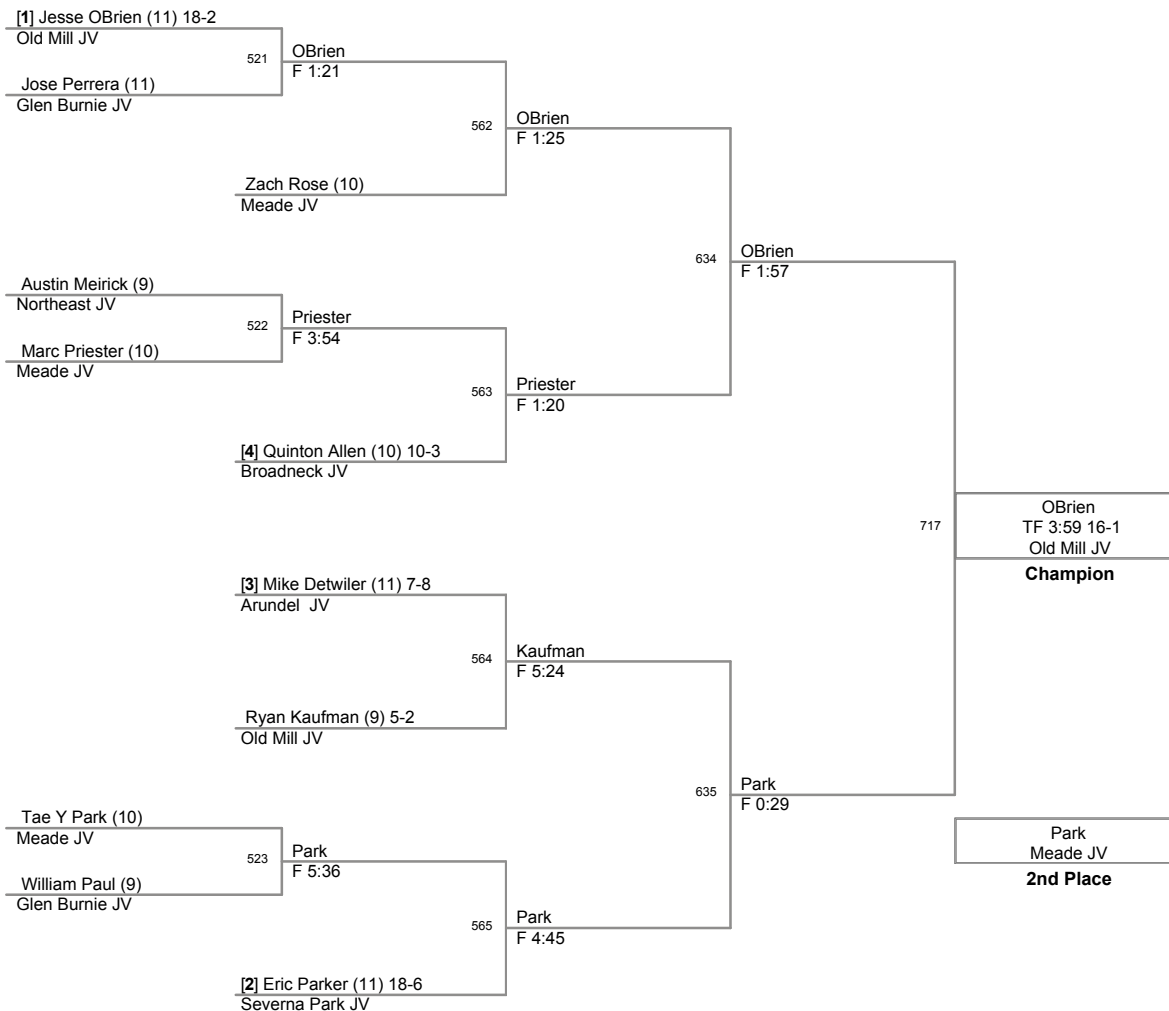 [1] Jesse OBrien (11) 18-2
Old Mill JV
521
OBrien
F 1:21
Jose Perrera (11)
Glen Burnie JV
562
OBrien
F 1:25
Zach Rose (10)
Meade JV
634
OBrien
F 1:57
Austin Meirick (9)
Northeast JV
522
Priester
F 3:54
Marc Priester (10)
Meade JV
563
Priester
F 1:20
[4] Quinton Allen (10) 10-3
Broadneck JV
717
OBrien
TF 3:59 16-1
Old Mill JV
Champion
[3] Mike Detwiler (11) 7-8
Arundel  JV
564
Kaufman
F 5:24
Ryan Kaufman (9) 5-2
Old Mill JV
635
Park
F 0:29
Tae Y Park (10)
Meade JV
523
Park
F 5:36
William Paul (9)
Glen Burnie JV
565
Park
F 4:45
[2] Eric Parker (11) 18-6
Severna Park JV
Park
Meade JV
2nd Place